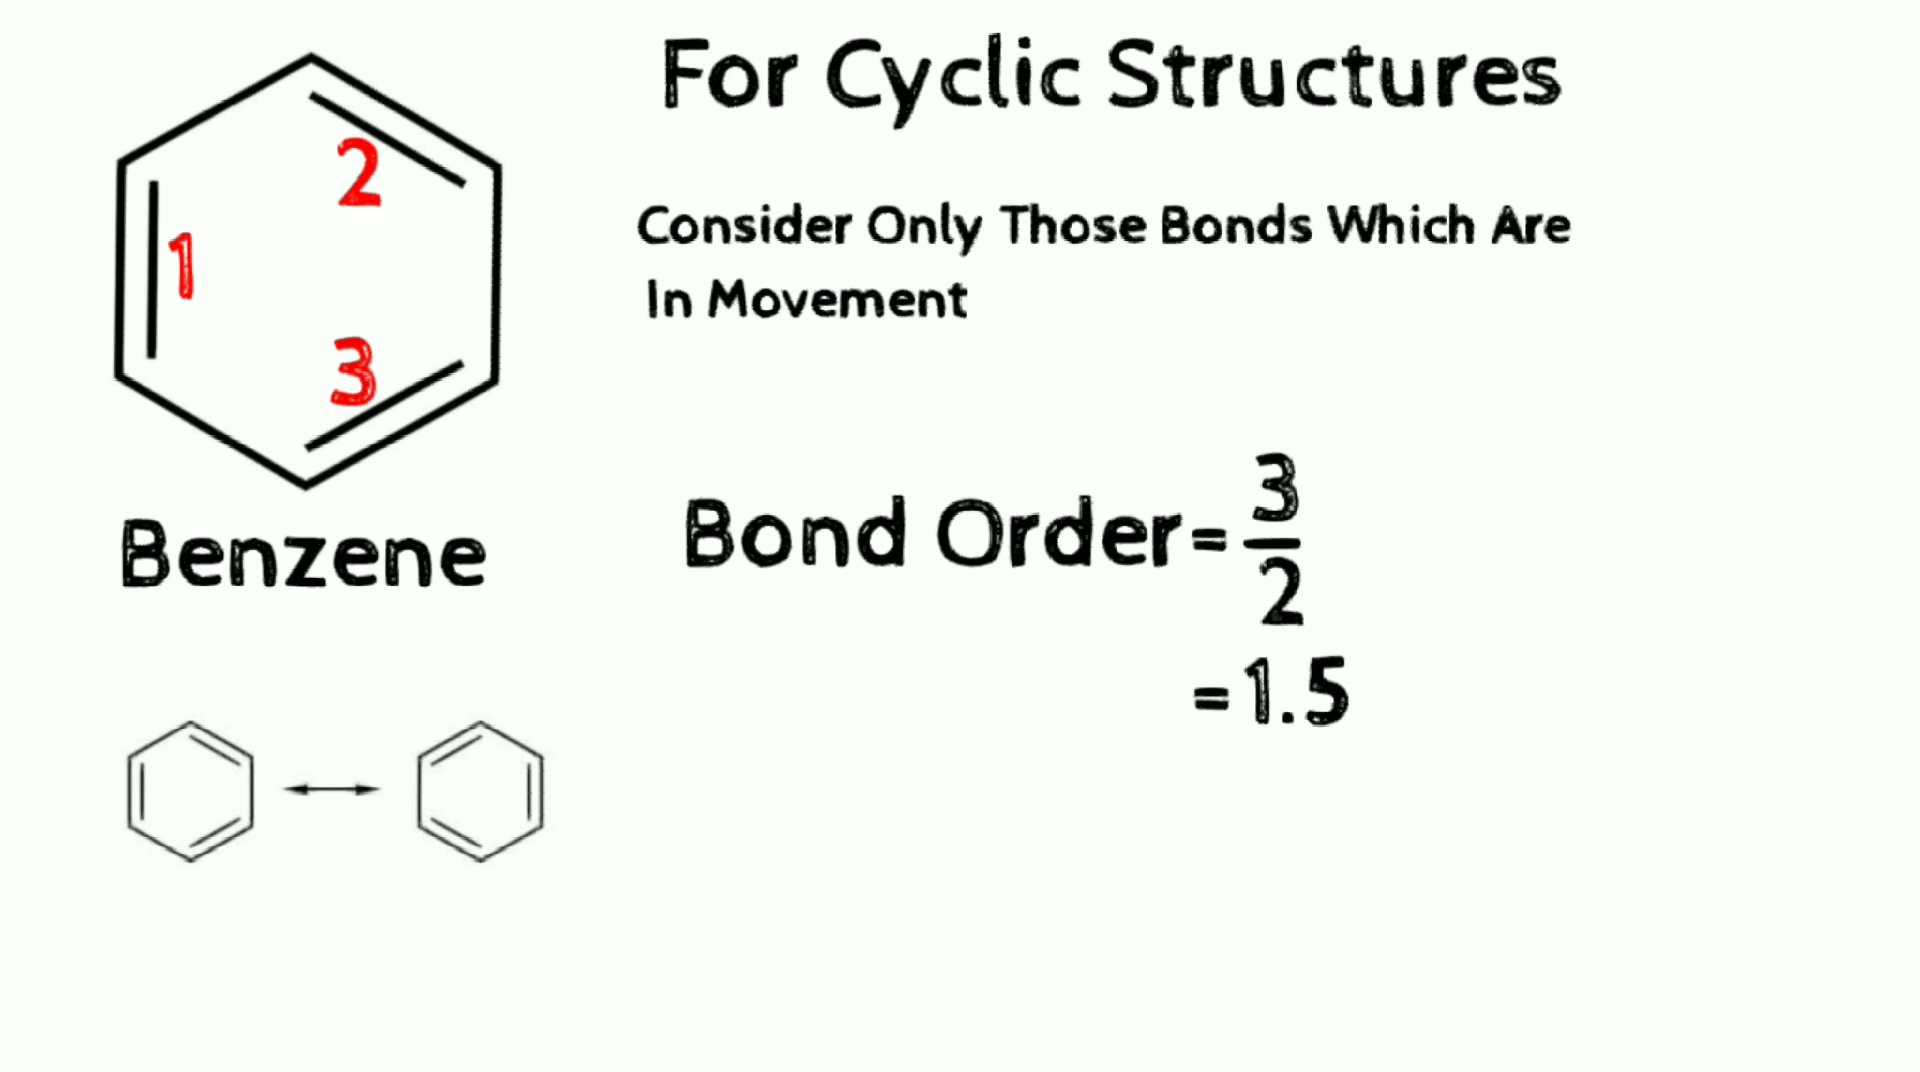 For Cyclic Structures
Consider Only Those Bonds Which Are
In Movement
2
1
3
Benzene
Bond Order = 3/2
= 1.5